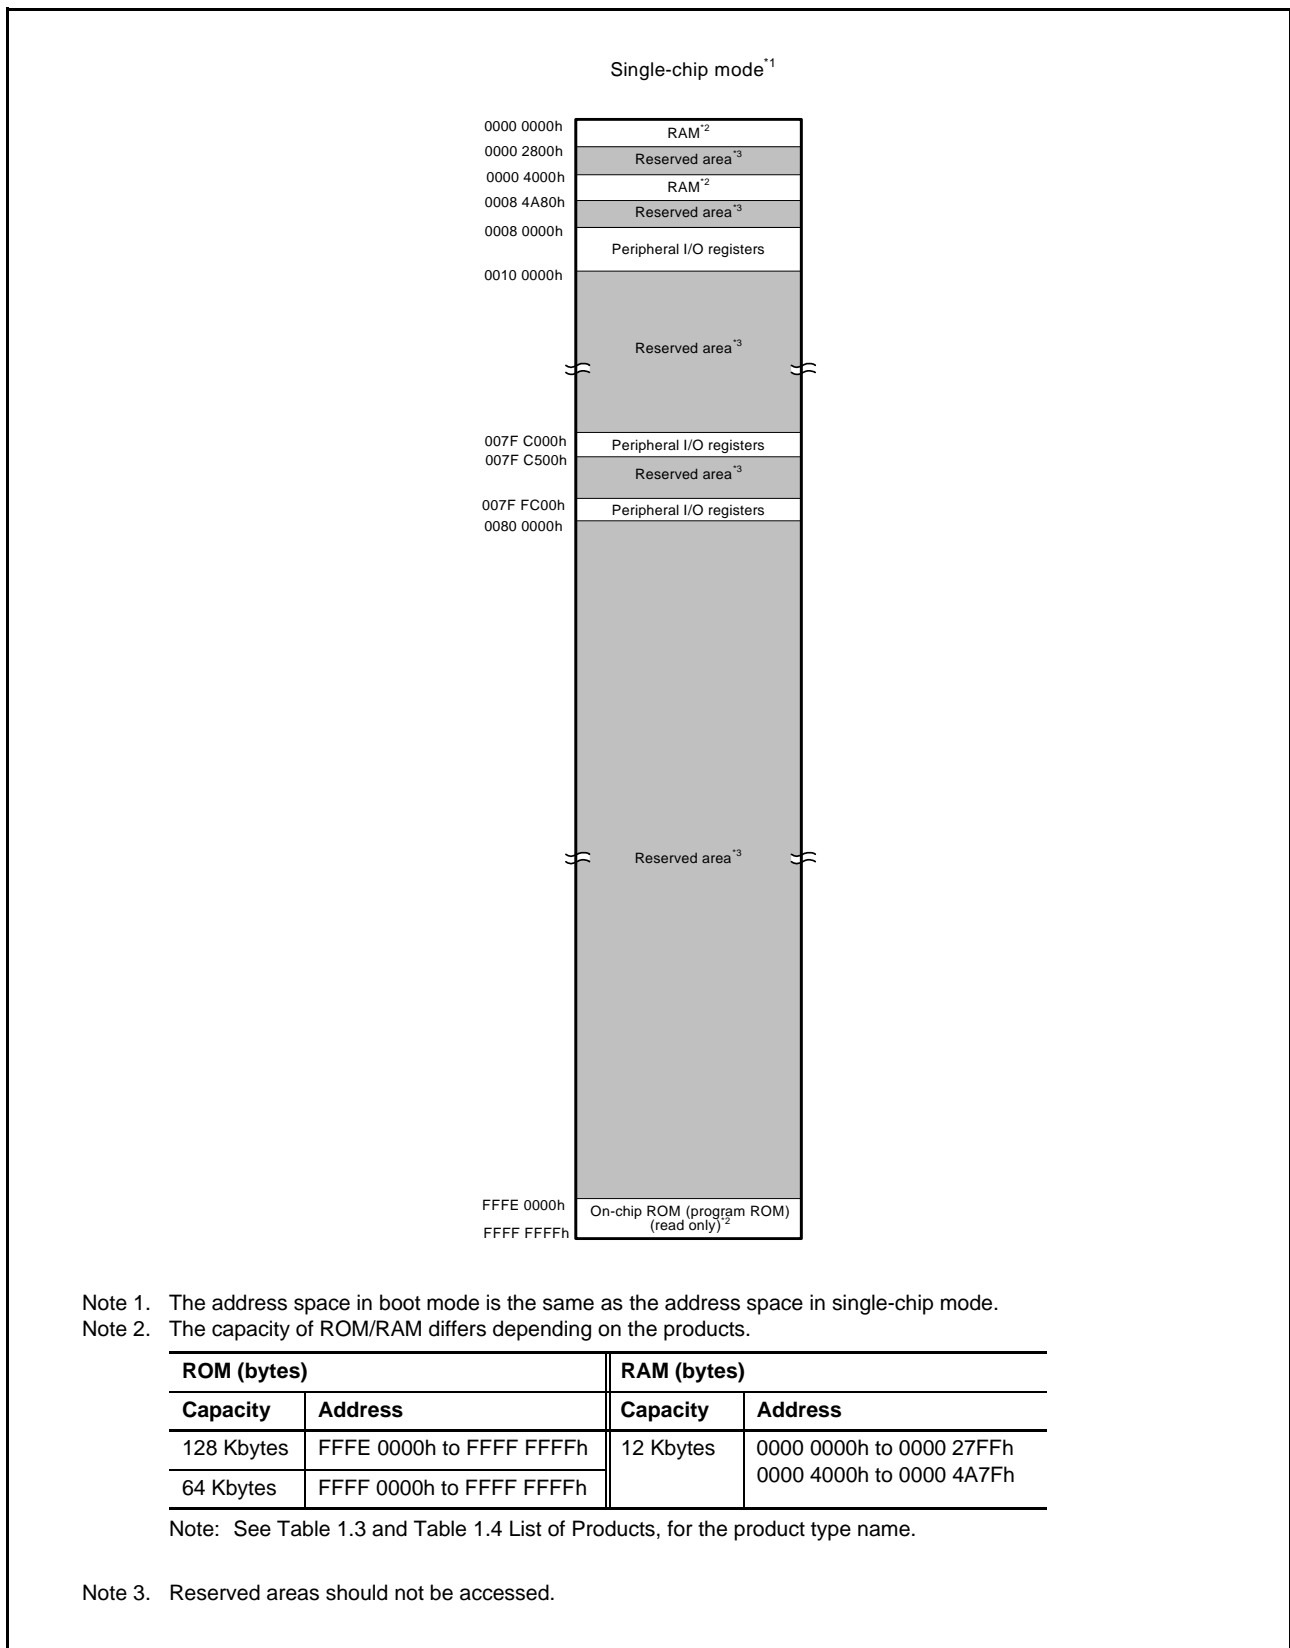 Single-chip mode*1
0000 0000h
RAM*2
0000 2800h
Reserved area*3
0000 4000h
RAM*2
0008 4A80h
Reserved area*3
0008 0000h
Peripheral I/O registers
0010 0000h
Reserved area*3
007F C000h
Peripheral I/O registers
007F C500h
Reserved area*3
007F FC00h
Peripheral I/O registers
0080 0000h
Reserved area*3
FFFE 0000h
On-chip ROM (program ROM)
(read only)*2
FFFF FFFFh
Note 1. The address space in boot mode is the same as the address space in single-chip mode.
Note 2. The capacity of ROM/RAM differs depending on the products.
ROM (bytes) RAM (bytes)
Capacity Address Capacity Address
128 Kbytes FFFE 0000h to FFFF FFFFh 12 Kbytes 0000 0000h to 0000 27FFh
0000 4000h to 0000 4A7Fh
64 Kbytes FFFF 0000h to FFFF FFFFh
Note: See Table 1.3 and Table 1.4 List of Products, for the product type name.
Note 3. Reserved areas should not be accessed.